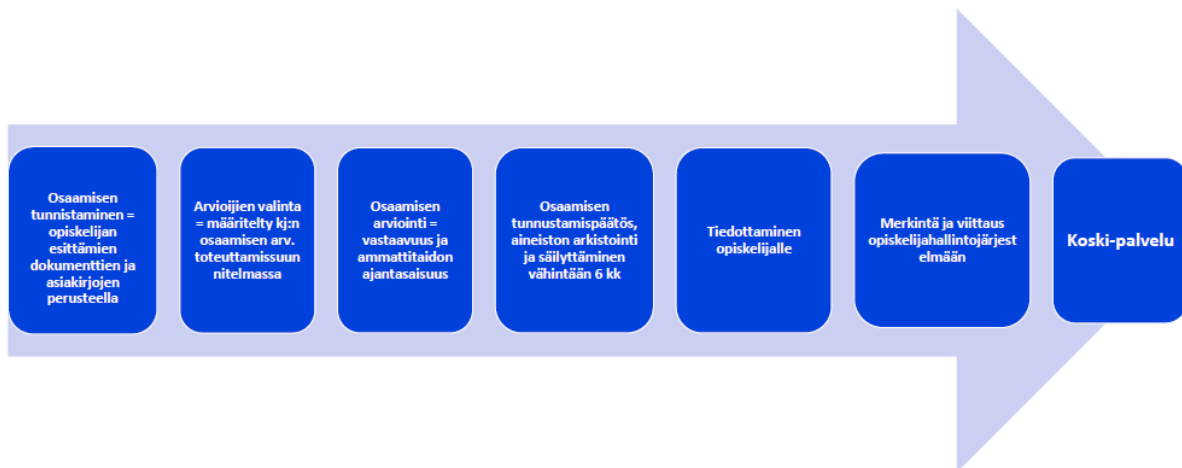 Osaamisen
tunnistaminen =
opiskelijan
esittämien
dokumenttien ja
asiakirjojen
perusteella
Arvioijien valinta
= määritelty kj:n
osaamisen arv.
toteuttamissuun
nitelmassa
Osaamisen
arviointi =
vastaavuus ja
ammattitaidon
ajantasaisuus
Osaamisen
tunnustamispäätös,
aineiston arkistointi
ja säilyttäminen
vähintään 6 kk
Tiedottaminen
opiskelijalle
Merkintä ja viittaus
opiskelijahallintojärjest
elmään
Koski-palvelu